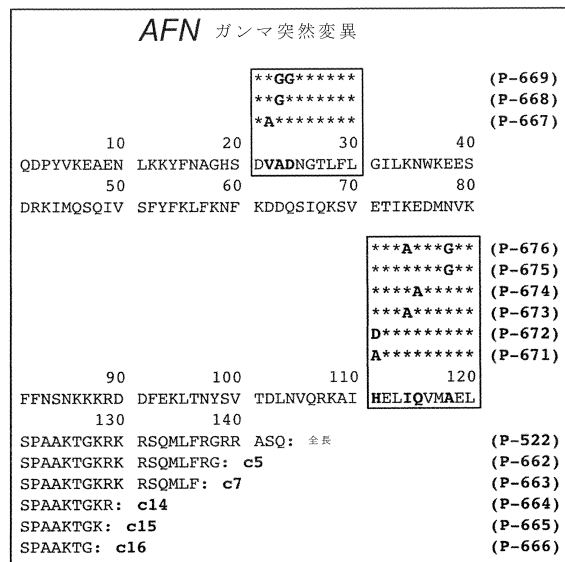 AFN ガンマ突然変異
**GG****** (P-669)
**G******* (P-668)
*A******** (P-667)
10 20 30 40
QDPYVKEAEN LKKYFNAGHS DVADNGTLFL GILKNWKEES
50 60 70 80
DRKIMQSQIV SFYFKLFKNF KDDQSIQKSV ETIKEDMNVK
***A***G** (P-676)
*******G** (P-675)
****A***** (P-674)
***A****** (P-673)
D********* (P-672)
A********* (P-671)
90 100 110 120
FFNSNKKKRD DFEKLTNYSV TDLNVQRKAI HELIQVMAEL
130 140
SPAAKTGKRK RSQMLFRGRR ASQ: 全長 (P-522)
SPAAKTGKRK RSQMLFRG: c5 (P-662)
SPAAKTGKRK RSQMLF: c7 (P-663)
SPAAKTGKR: c14 (P-664)
SPAAKTGK: c15 (P-665)
SPAAKTG: c16 (P-666)